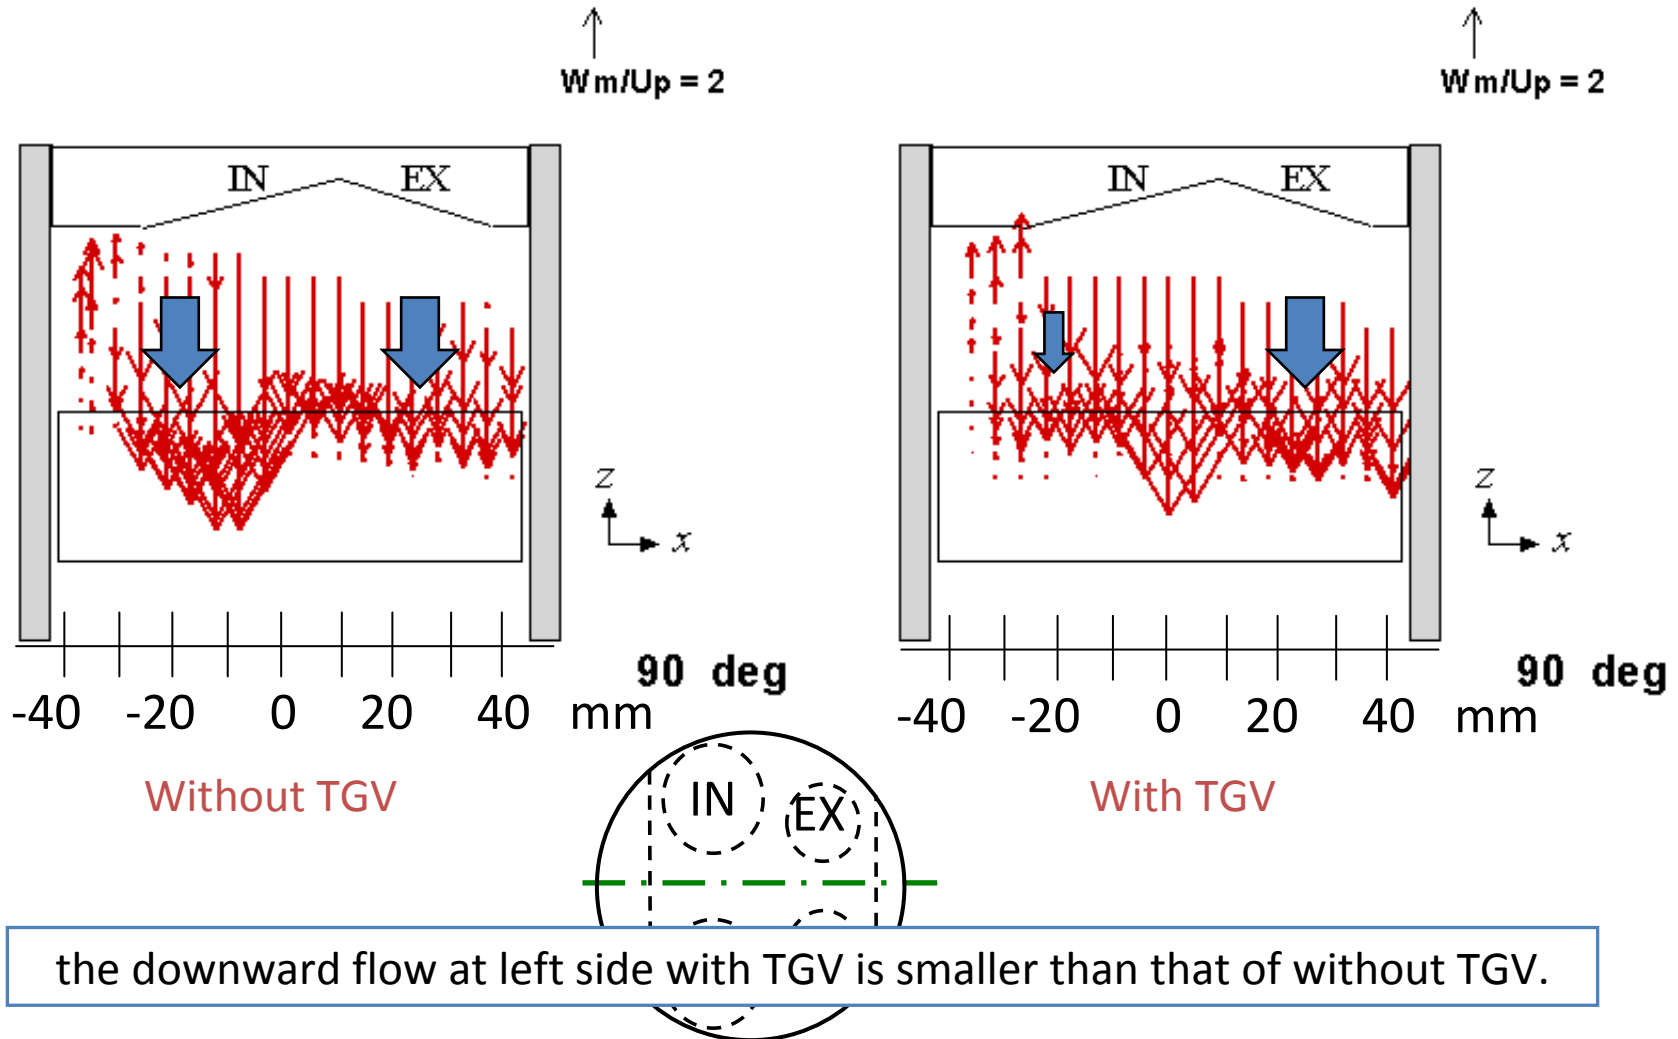 Wm/Up = 2
Wm/Up = 2
IN EX
IN EX
z
x
z
x
90 deg
90 deg
-40 -20 0 20 40 mm
-40 -20 0 20 40 mm
Without TGV
With TGV
IN
EX
the downward flow at left side with TGV is smaller than that of without TGV.